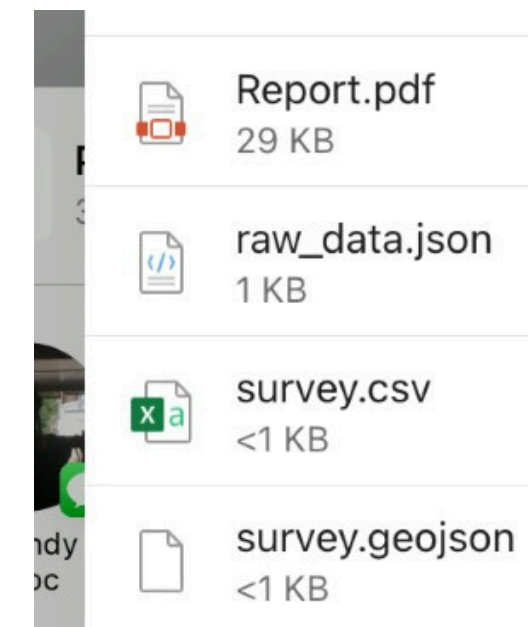 Report.pdf
29 KB
raw_data.json
1 KB
survey.csv
<1 KB
survey.geojson
<1 KB